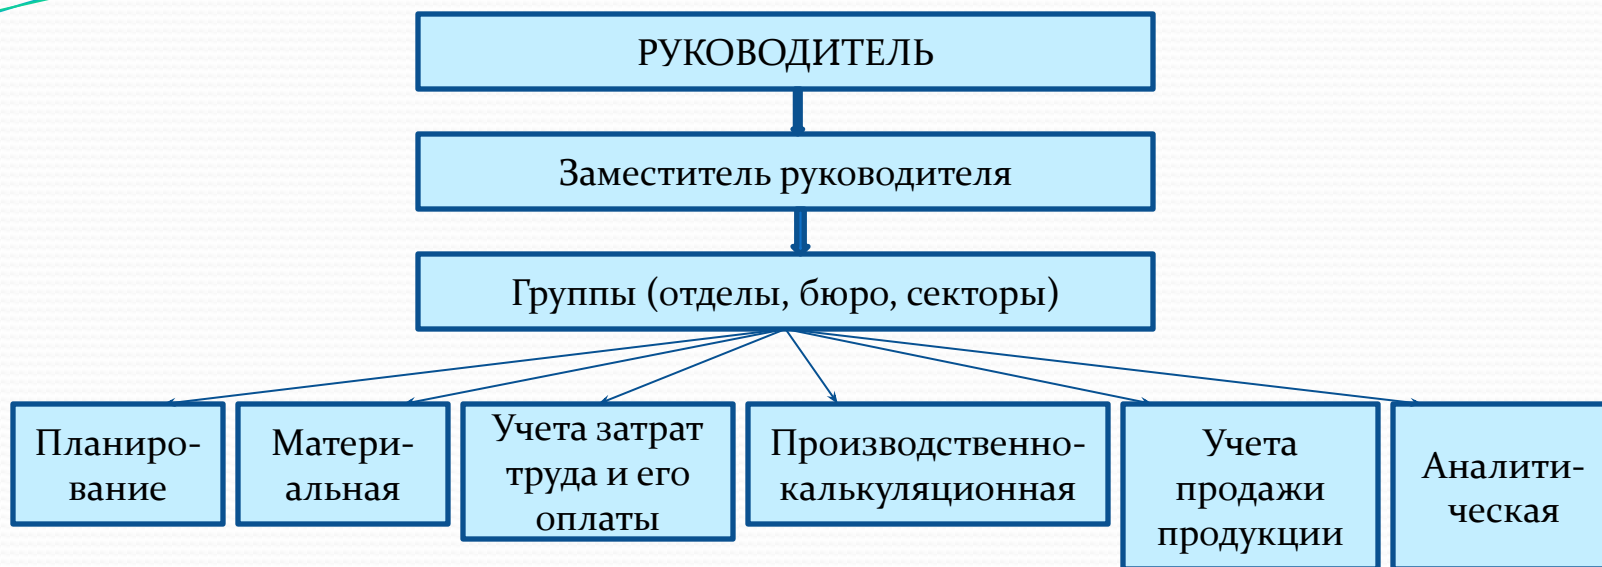 РУКОВОДИТЕЛЬ
Заместитель руководителя
Группы (отделы, бюро, секторы)
Планиро-
вание
Матери-
альная
Учета затрат
труда и его
оплаты
Производственно-
калькуляционная
Учета
продажи
продукции
Аналити-
ческая